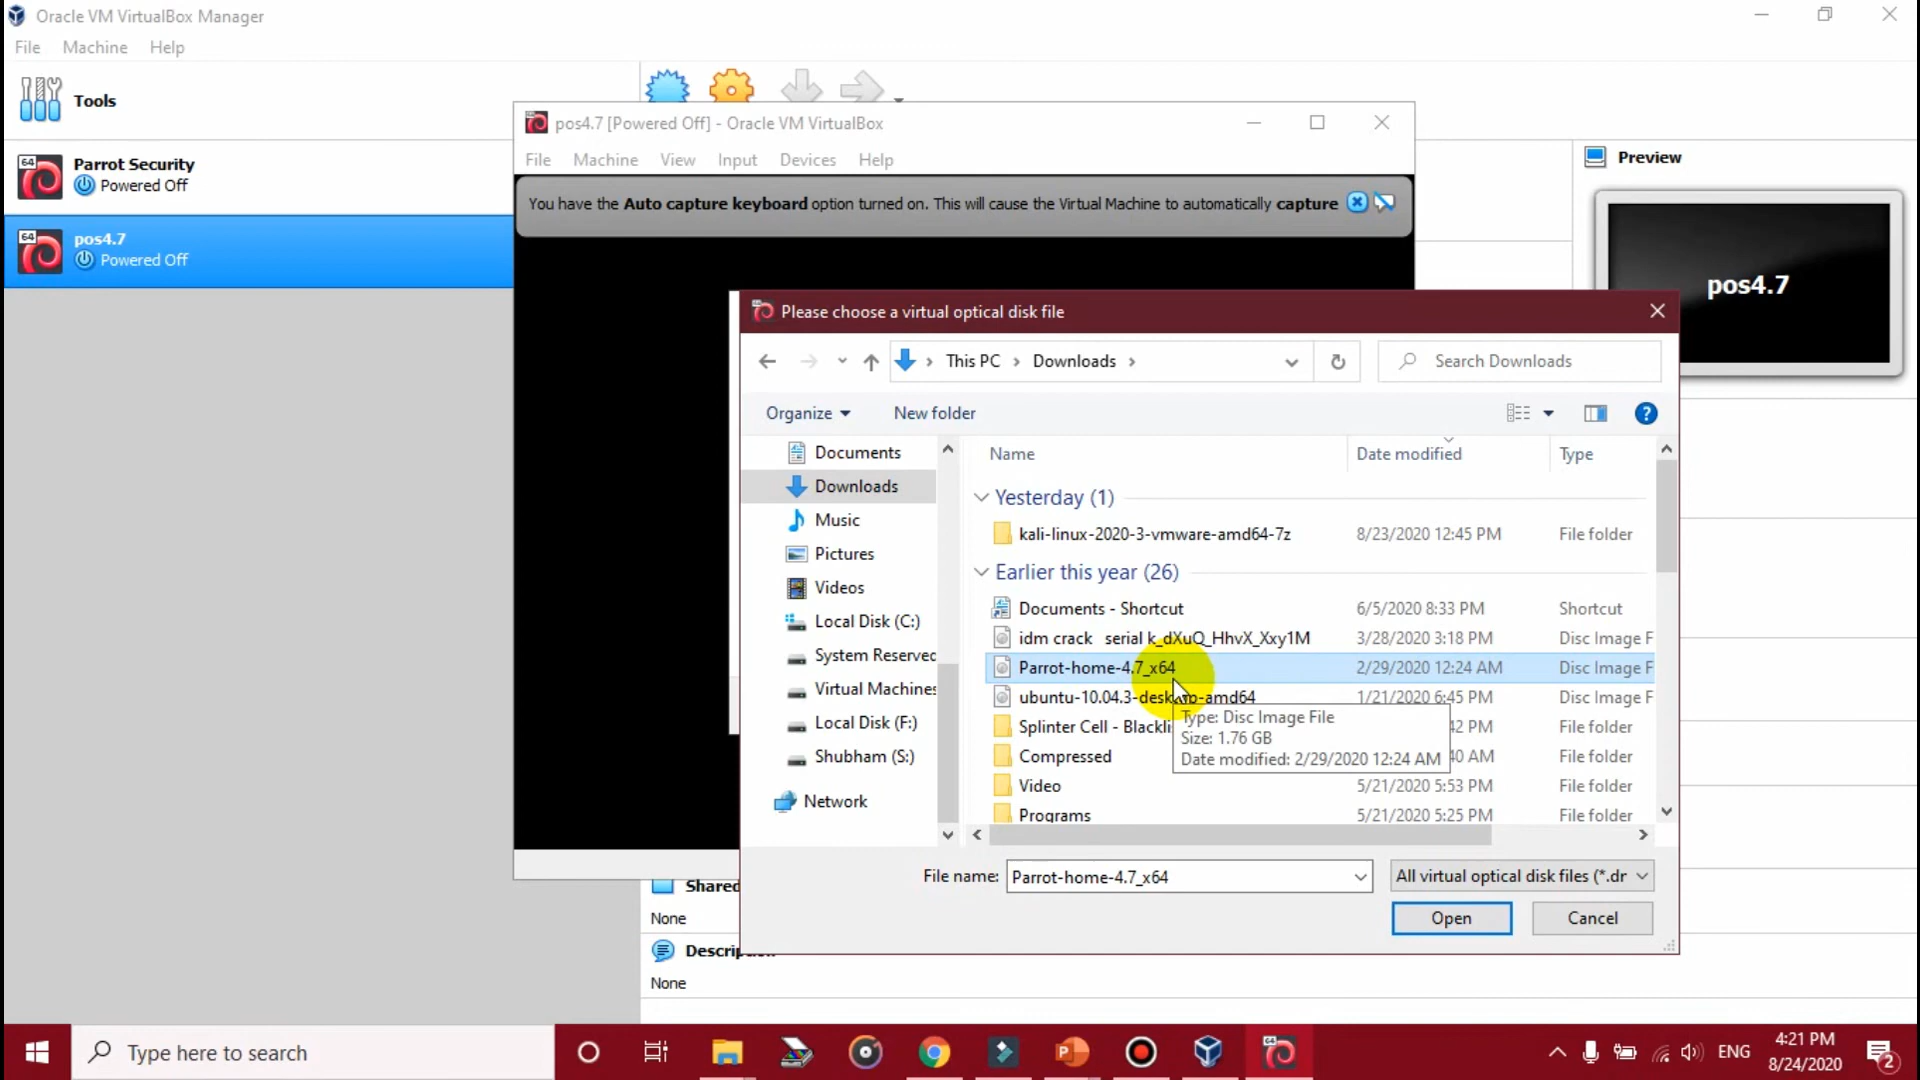 Oracle VM VirtualBox Manager
File Machine Help
Tools
64
Parrot Security
Powered Off
64
pos4.7
Powered Off
pos4.7 [Powered Off] - Oracle VM VirtualBox
File Machine View Input Devices Help
You have the Auto capture keyboard option turned on. This will cause the Virtual Machine to automatically capture
Preview
pos4.7
Please choose a virtual optical disk file
This PC Downloads
Search Downloads
Organize New folder
Documents
Downloads
Music
Pictures
Videos
Local Disk (C:)
System Reserved
Virtual Machines
Local Disk (F:)
Shubham (S:)
Network
Name Date modified Type
Yesterday (1)
kali-linux-2020-3-vmware-amd64-7z 8/23/2020 12:45 PM File folder
Earlier this year (26)
Documents - Shortcut 6/5/2020 8:33 PM Shortcut
idm crack serial k_dXuQ_HhvX_Xxy1M 3/28/2020 3:18 PM Disc Image F
Parrot-home-4.7_x64 2/29/2020 12:24 AM Disc Image F
ubuntu-10.04.3-desktop-amd64 1/21/2020 6:45 PM Disc Image F
Splinter Cell - Blackli :42 PM File folder
Compressed :40 AM File folder
Video 5/21/2020 5:53 PM File folder
Programs 5/21/2020 5:25 PM File folder
Type: Disc Image File
Size: 1.76 GB
Date modified: 2/29/2020 12:24 AM
File name: Parrot-home-4.7_x64 All virtual optical disk files (*.dr
Open Cancel
Shared
None
Descrip
None
Type here to search
ENG
4:21 PM
8/24/2020
2